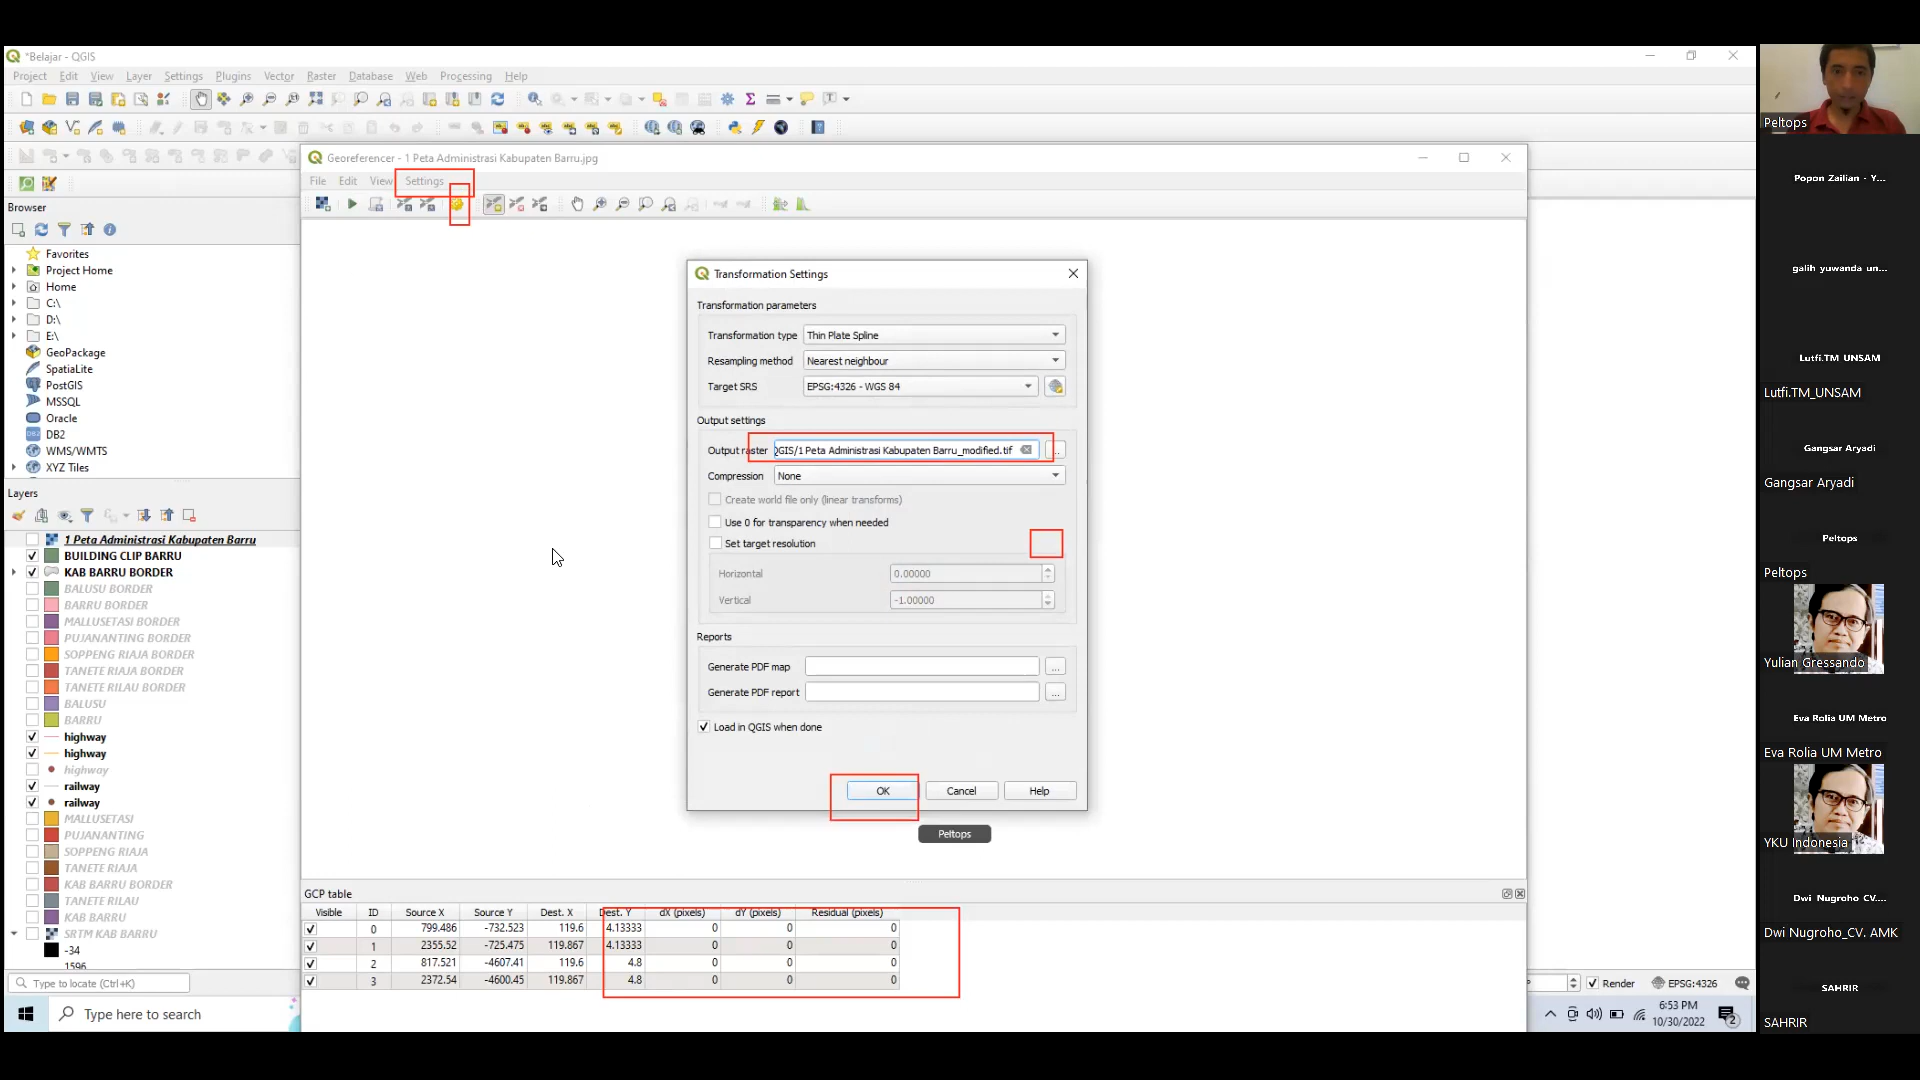 *Belajar - QGIS
Project Edit View Layer Settings Plugins Vector Raster Database Web Processing Help
Georeferencer - 1 Peta Administrasi Kabupaten Barru.jpg
File Edit View Settings
Browser
Favorites
Project Home
Home
C:\
D:\
E:\
GeoPackage
SpatiaLite
PostGIS
MSSQL
Oracle
DB2
WMS/WMTS
XYZ Tiles
Layers
1 Peta Administrasi Kabupaten Barru
BUILDING CLIP BARRU
KAB BARRU BORDER
BALUSU BORDER
BARRU BORDER
MALLUSETASI BORDER
PUJANANTING BORDER
SOPPENG RIAJA BORDER
TANETE RIAJA BORDER
TANETE RILAU BORDER
BALUSU
BARRU
highway
highway
highway
railway
railway
MALLUSETASI
PUJANANTING
SOPPENG RIAJA
TANETE RIAJA
KAB BARRU BORDER
TANETE RILAU
KAB BARRU
SRTM KAB BARRU
-34
1596
Type to locate (Ctrl+K)
Transformation Settings
Transformation parameters
Transformation type Thin Plate Spline
Resampling method Nearest neighbour
Target SRS EPSG:4326 - WGS 84
Output settings
Output raster QGIS/1 Peta Administrasi Kabupaten Barru_modified.tif ...
Compression None
Create world file only (linear transforms)
Use 0 for transparency when needed
Set target resolution
Horizontal 0.00000
Vertical -1.00000
Reports
Generate PDF map ...
Generate PDF report ...
Load in QGIS when done
OK Cancel Help
Peltops
GCP table
Visible ID Source X Source Y Dest. X Dest. Y dX (pixels) dY (pixels) Residual (pixels)
0 799.486 -732.523 119.6 4.13333 0 0 0
1 2355.52 -725.475 119.867 4.13333 0 0 0
2 817.521 -4607.41 119.6 4.8 0 0 0
3 2372.54 -4600.45 119.867 4.8 0 0 0
Render EPSG:4326
Type here to search
6:53 PM
10/30/2022
2
Peltops
Popon Zailian - Y...
galih yuwanda un...
Lutfi.TM UNSAM
Lutfi.TM_UNSAM
Gangsar Aryadi
Gangsar Aryadi
Peltops
Peltops
Yulian Gressando
Eva Rolia UM Metro
Eva Rolia UM Metro
YKU Indonesia
Dwi Nugroho CV....
Dwi Nugroho_CV. AMK
SAHRIR
SAHRIR